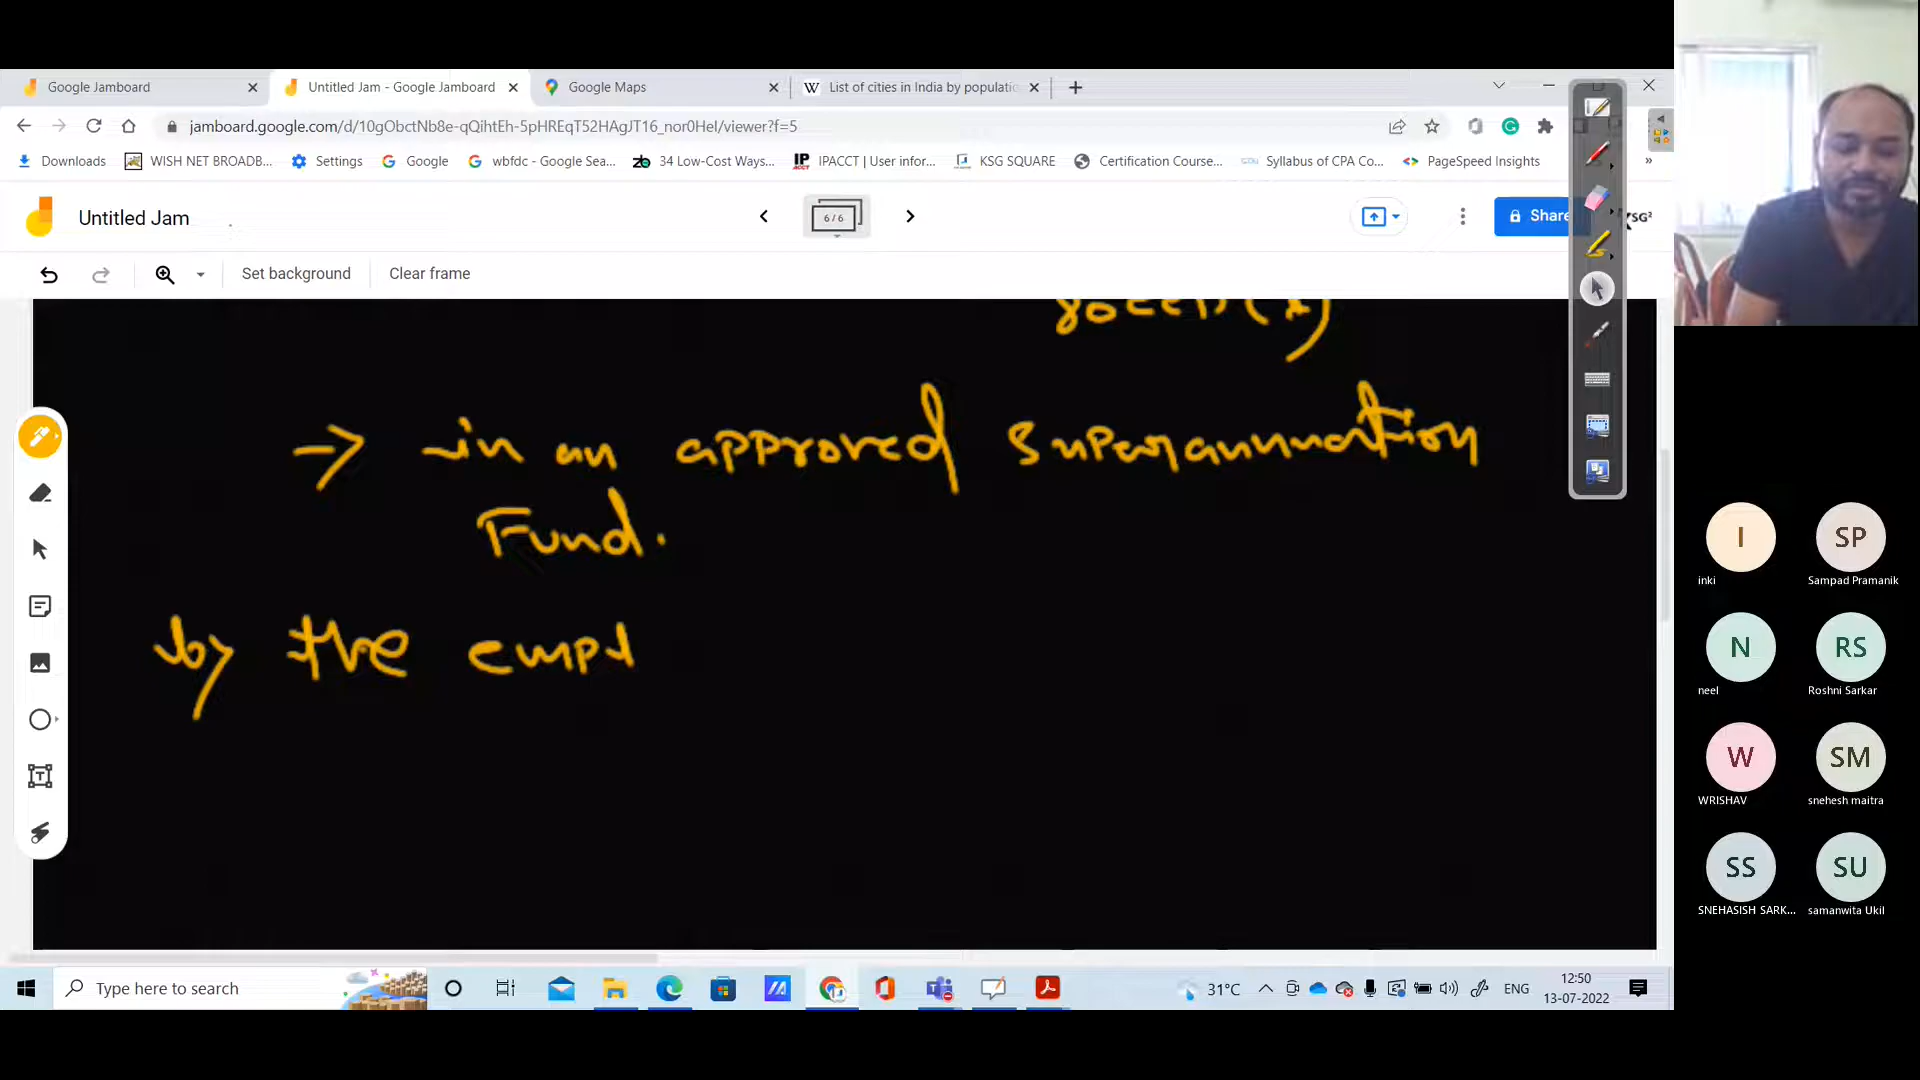 Google Jamboard
Untitled Jam - Google Jamboard
Google Maps
List of cities in India by populatio
jamboard.google.com/d/10gObctNb8e-qQihtEh-5pHREqT52HAgJT16_nor0HeI/viewer?f=5
Downloads
WISH NET BROADB...
Settings
Google
wbfdc - Google Sea...
34 Low-Cost Ways...
IPACCT | User infor...
KSG SQUARE
Certification Course...
Syllabus of CPA Co...
PageSpeed Insights
»
Untitled Jam
6 / 6
Share
KSG²
Set background
Clear frame
→ in an approved superannuation
Fund.
by the empl
I
inki
SP
Sampad Pramanik
N
neel
RS
Roshni Sarkar
W
WRISHAV
SM
snehesh maitra
SS
SNEHASISH SARK...
SU
samanwita Ukil
Type here to search
31°C
ENG
12:50
13-07-2022